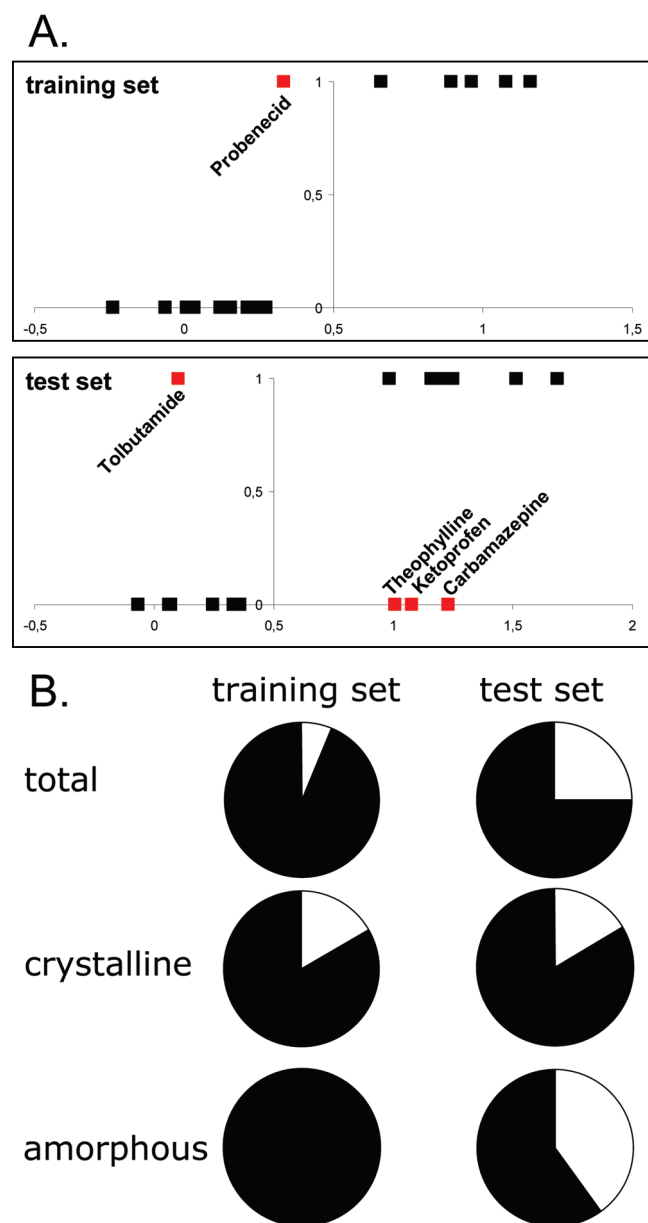 A.
training set
1
Probenecid
0,5
0
-0,5
0
0,5
1
1,5
test set
1
Tolbutamide
0,5
Theophylline
Ketoprofen
Carbamazepine
0
-0,5
0
0,5
1
1,5
2
B.
training set
test set
total
crystalline
amorphous